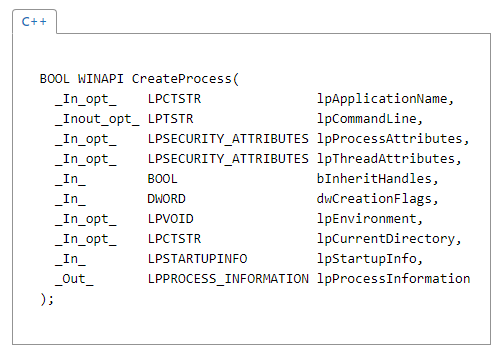 C++
BOOL WINAPI CreateProcess(
  _In_opt_    LPCTSTR               lpApplicationName,
  _Inout_opt_ LPTSTR                lpCommandLine,
  _In_opt_    LPSECURITY_ATTRIBUTES lpProcessAttributes,
  _In_opt_    LPSECURITY_ATTRIBUTES lpThreadAttributes,
  _In_        BOOL                  bInheritHandles,
  _In_        DWORD                 dwCreationFlags,
  _In_opt_    LPVOID                lpEnvironment,
  _In_opt_    LPCTSTR               lpCurrentDirectory,
  _In_        LPSTARTUPINFO         lpStartupInfo,
  _Out_       LPPROCESS_INFORMATION lpProcessInformation
);